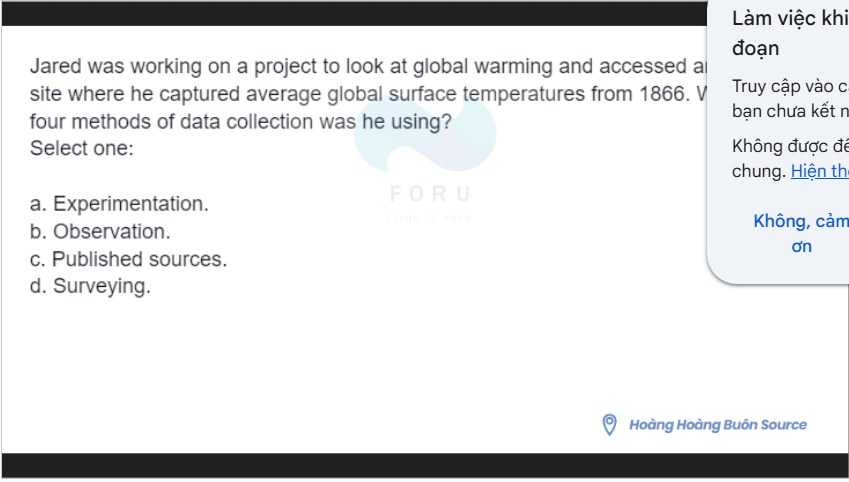 Jared was working on a project to look at global warming and accessed
site where he captured average global surface temperatures from 1866.
four methods of data collection was he using?
Select one:
a. Experimentation.
b. Observation.
c. Published sources.
d. Surveying.
FORU
Hoàng Hoàng Buôn Source
Làm việc khi
đoạn
Truy cập vào
bạn chưa kết
Không được
chung. Hiện
Không, cảm
ơn